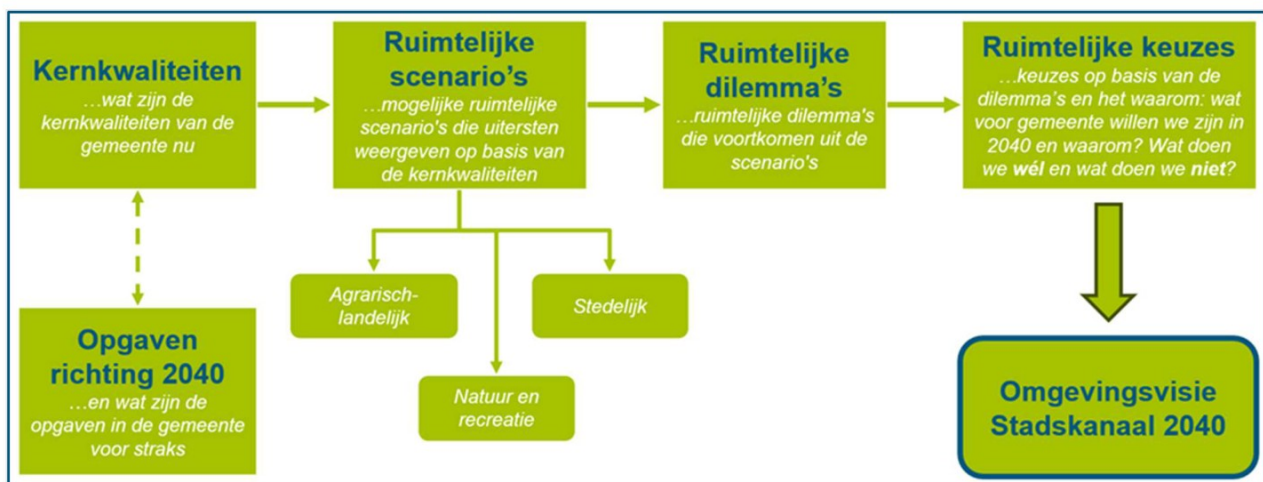 Kernkwaliteiten
…wat zijn de
kernkwaliteiten van de
gemeente nu
Ruimtelijke
scenario's
…mogelijke ruimtelijke
scenario's die uitersten
weergeven op basis van
de kernkwaliteiten
Ruimtelijke
dilemma's
…ruimtelijke dilemma's
die voortkomen uit de
scenario's
Ruimtelijke keuzes
…keuzes op basis van de
dilemma's en het waarom: wat
voor gemeente willen we zijn in
2040 en waarom? Wat doen
we wél en wat doen we niet?
Agrarisch-
landelijk
Stedelijk
Natuur en
recreatie
Opgaven
richting 2040
…en wat zijn de
opgaven in de gemeente
voor straks
Omgevingsvisie
Stadskanaal 2040